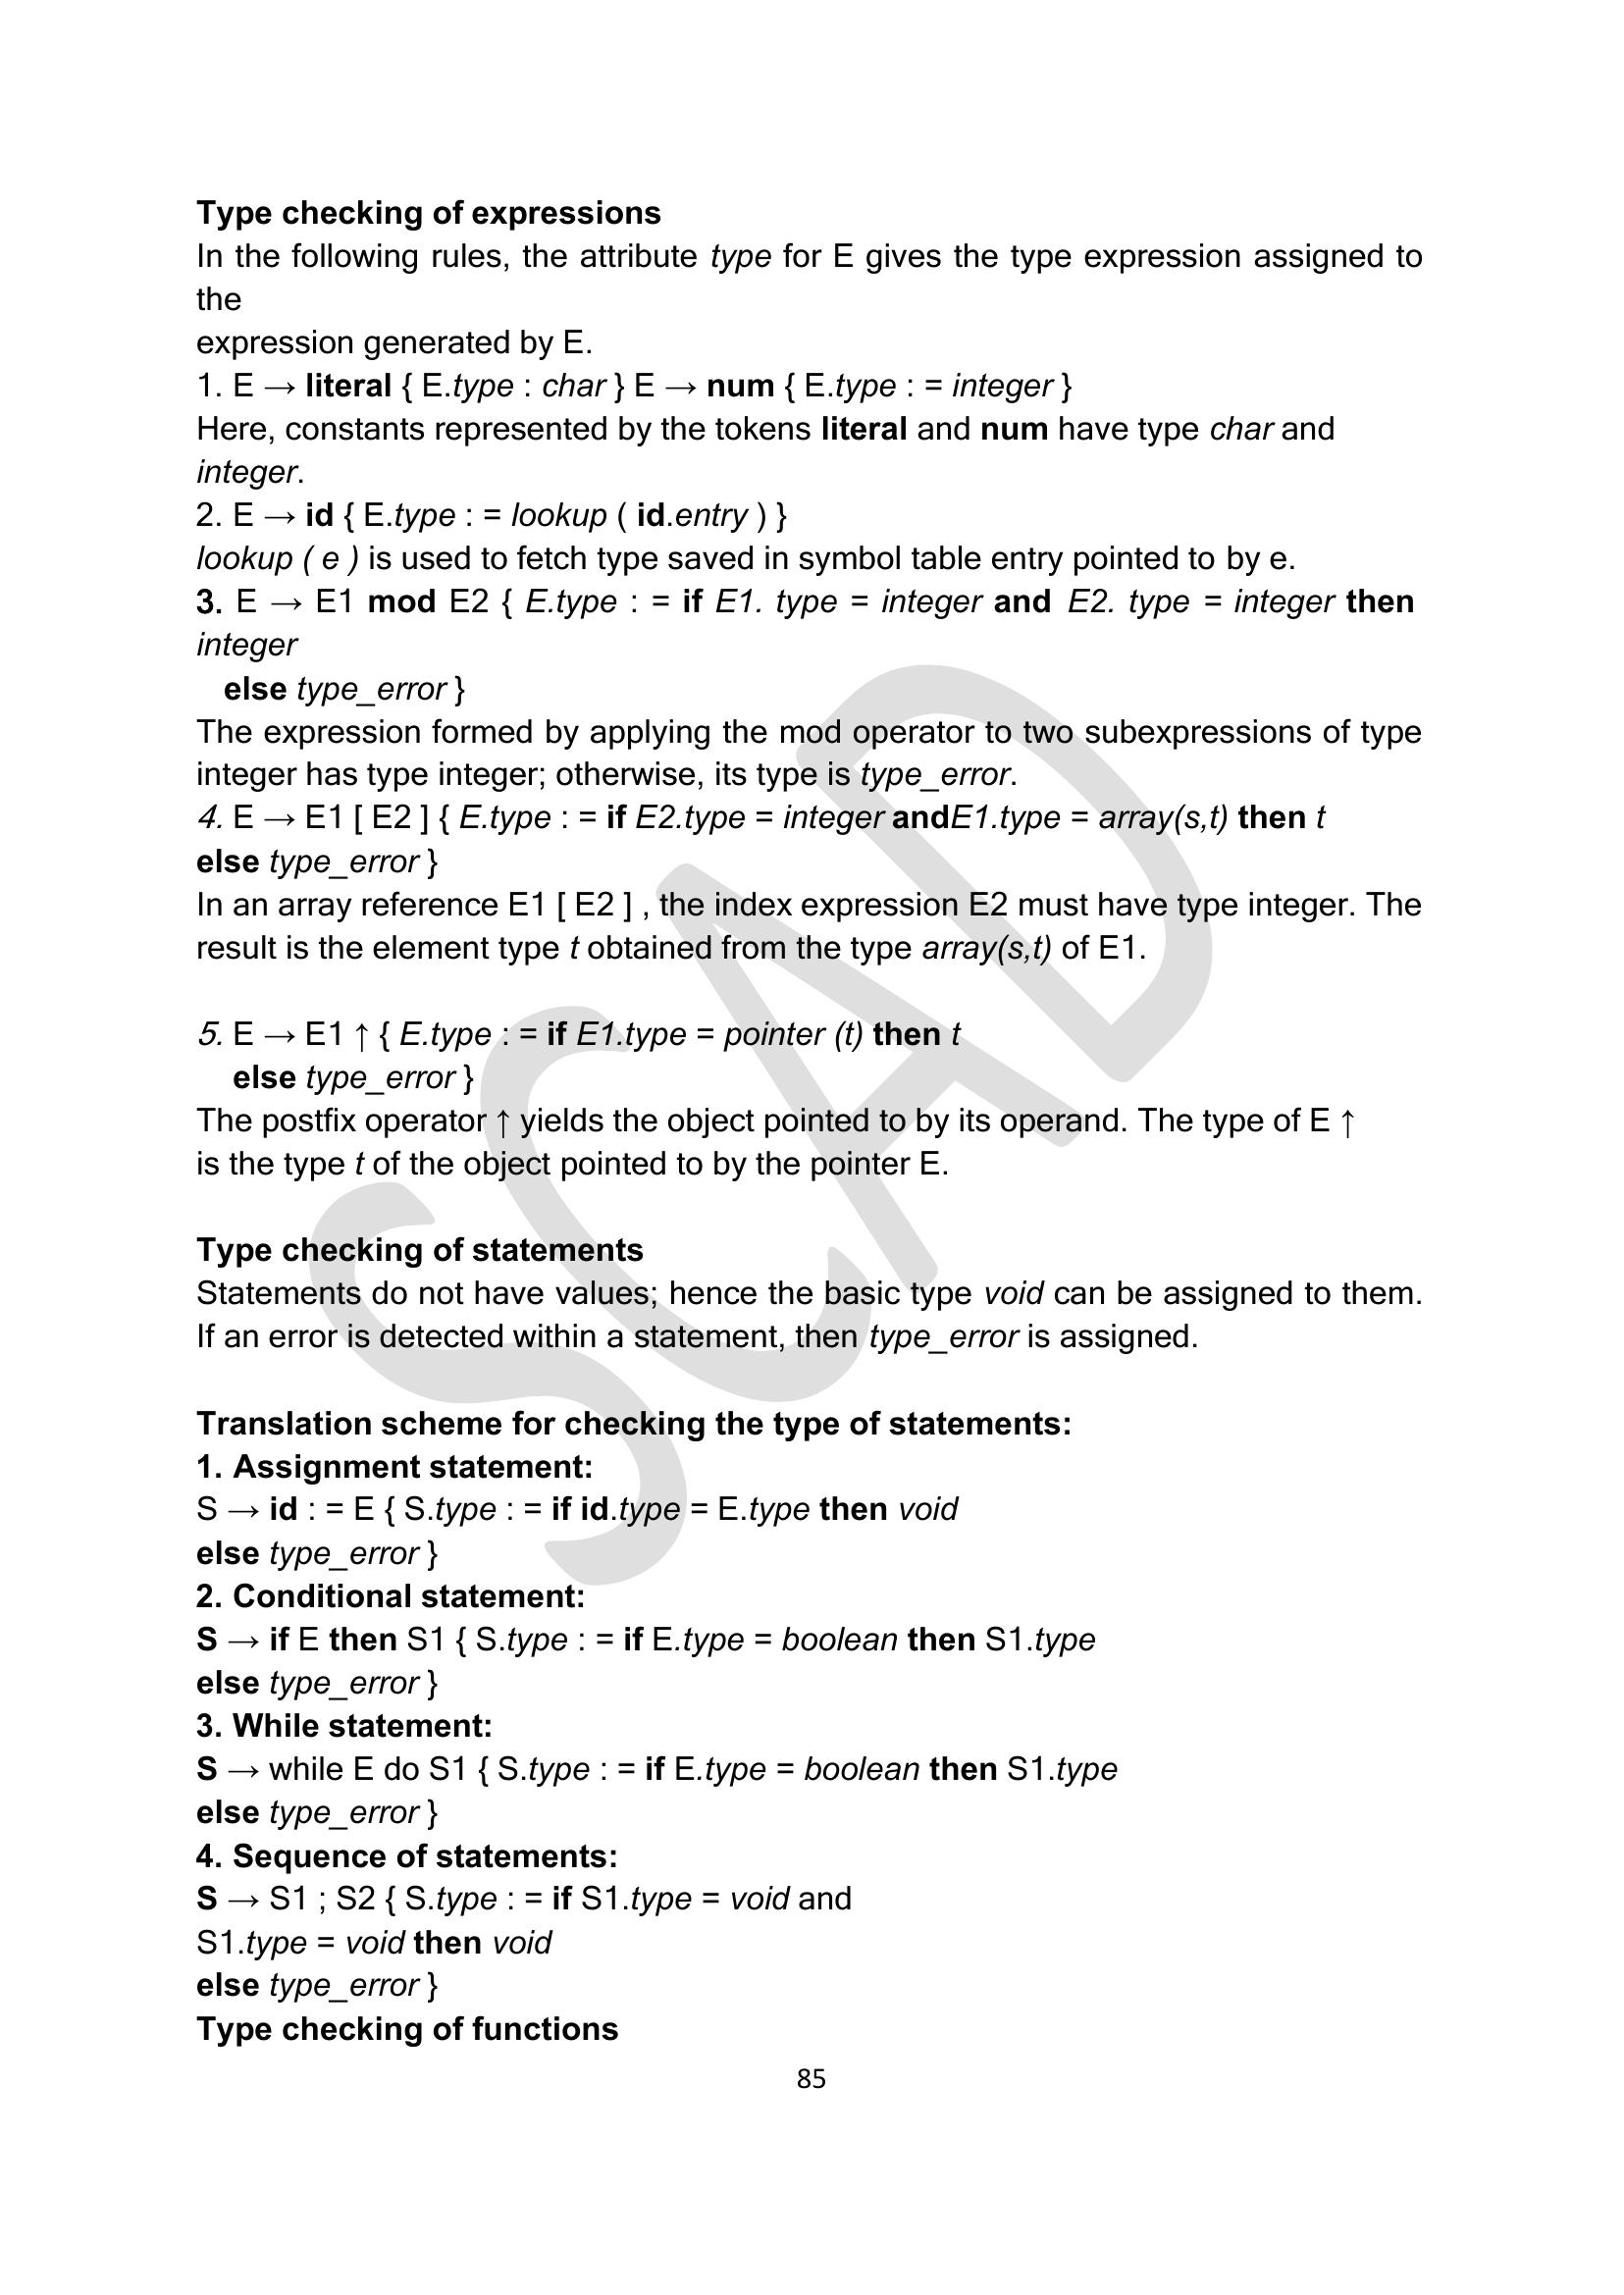 Type checking of expressions
In the following rules, the attribute type for E gives the type expression assigned to
the
expression generated by E.
1. E → literal { E.type : char } E → num { E.type : = integer }
Here, constants represented by the tokens literal and num have type char and
integer.
2. E → id { E.type : = lookup ( id.entry ) }
lookup ( e ) is used to fetch type saved in symbol table entry pointed to by e.
3. E → E1 mod E2 { E.type : = if E1. type = integer and E2. type = integer then
integer
else type_error }
The expression formed by applying the mod operator to two subexpressions of type
integer has type integer; otherwise, its type is type_error.
4. E → E1 [ E2 ] { E.type : = if E2.type = integer andE1.type = array(s,t) then t
else type_error }
In an array reference E1 [ E2 ] , the index expression E2 must have type integer. The
result is the element type t obtained from the type array(s,t) of E1.
5. E → E1 ↑ { E.type : = if E1.type = pointer (t) then t
else type_error }
The postfix operator ↑ yields the object pointed to by its operand. The type of E ↑
is the type t of the object pointed to by the pointer E.
Type checking of statements
Statements do not have values; hence the basic type void can be assigned to them.
If an error is detected within a statement, then type_error is assigned.
Translation scheme for checking the type of statements:
1. Assignment statement:
S → id : = E { S.type : = if id.type = E.type then void
else type_error }
2. Conditional statement:
S → if E then S1 { S.type : = if E.type = boolean then S1.type
else type_error }
3. While statement:
S → while E do S1 { S.type : = if E.type = boolean then S1.type
else type_error }
4. Sequence of statements:
S → S1 ; S2 { S.type : = if S1.type = void and
S1.type = void then void
else type_error }
Type checking of functions
85
SCAD